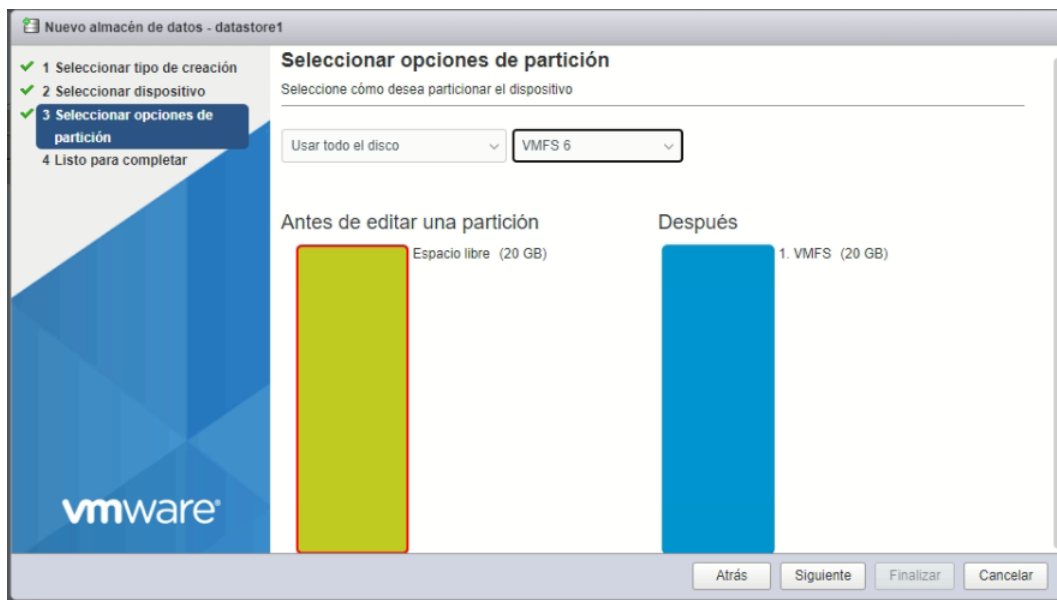 Nuevo almacén de datos - datastore1
1 Seleccionar tipo de creación
2 Seleccionar dispositivo
3 Seleccionar opciones de
partición
4 Listo para completar
vmware®
Seleccionar opciones de partición
Seleccione cómo desea particionar el dispositivo
Usar todo el disco
VMFS 6
Antes de editar una partición
Espacio libre (20 GB)
Después
1. VMFS (20 GB)
Atrás
Siguiente
Finalizar
Cancelar